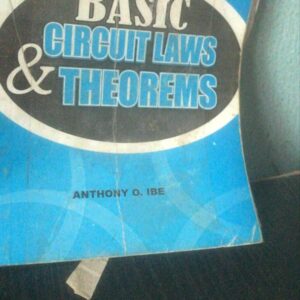 BASIC
CIRCUIT LAWS
& THEOREMS
ANTHONY O. IBE